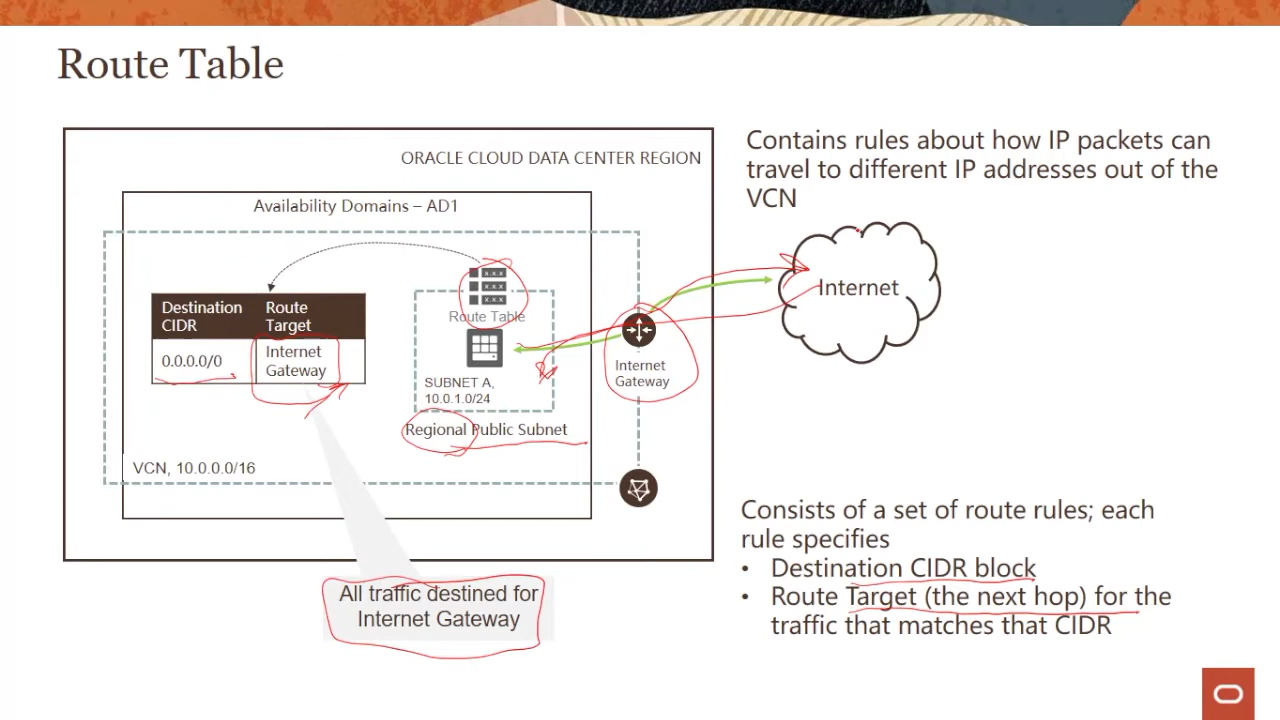 Route Table
ORACLE CLOUD DATA CENTER REGION
Availability Domains – AD1
Destination CIDR
Route Target
0.0.0.0/0
Internet Gateway
x.x.x
x.x.x
x.x.x
Route Table
SUBNET A,
10.0.1.0/24
Regional Public Subnet
VCN, 10.0.0.0/16
Internet
Gateway
Internet
All traffic destined for
Internet Gateway
Contains rules about how IP packets can
travel to different IP addresses out of the
VCN
Consists of a set of route rules; each
rule specifies
• Destination CIDR block
• Route Target (the next hop) for the
traffic that matches that CIDR